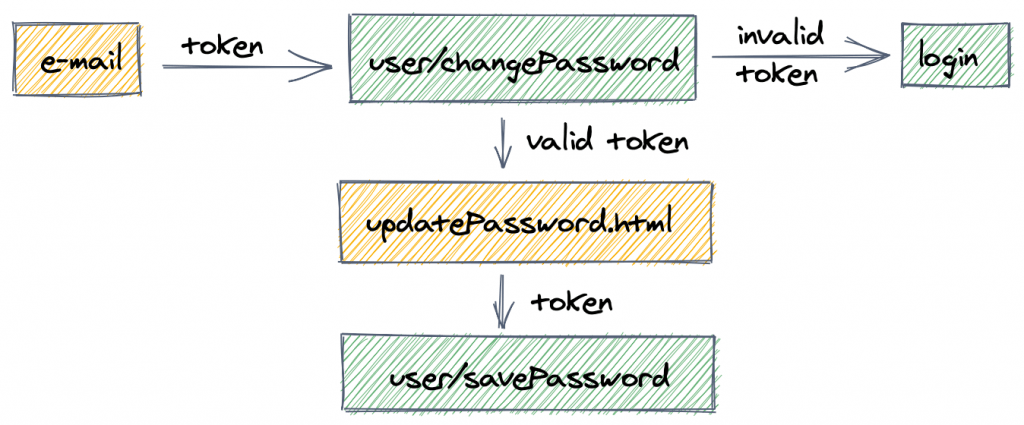 e-mail
token
user/changePassword
invalid
token
login
valid token
updatePassword.html
token
user/savePassword